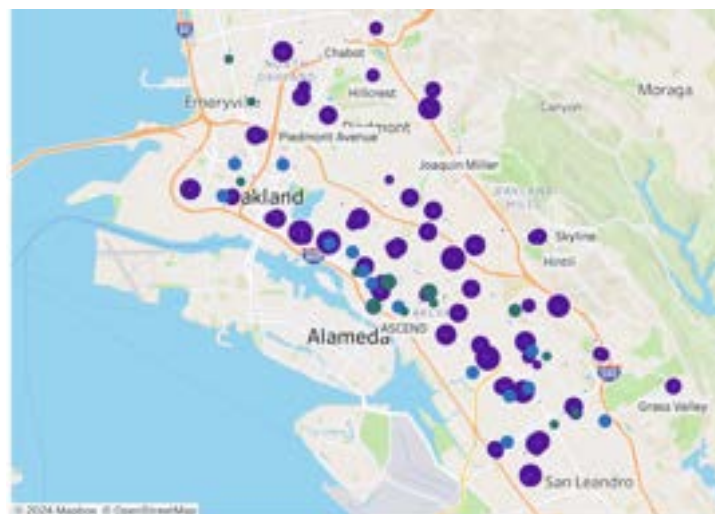 Chabot
Hillcrest
Moraga
Emeryville
Canyon
Piedmont
Piedmont Avenue
Joaquin Miller
Oakland
Skyline
Hintil
Alameda
ASCEND
Grass Valley
San Leandro
© 2024 Mapbox © OpenStreetMap